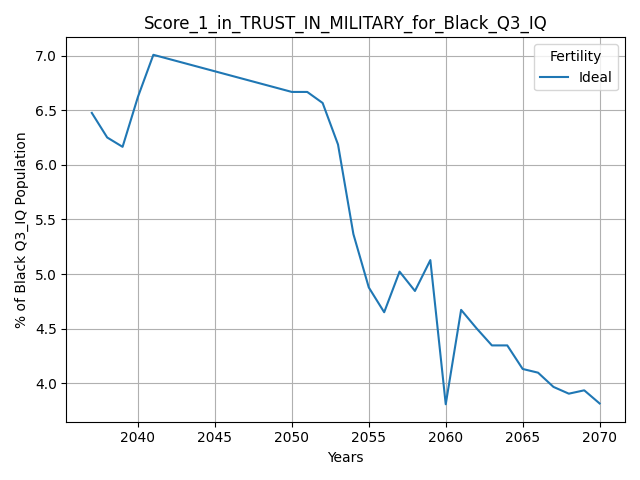 Score_1_in_TRUST_IN_MILITARY_for_Black_Q3_IQ
Fertility
Ideal
% of Black Q3_IQ Population
7.0
6.5
6.0
5.5
5.0
4.5
4.0
2040 2045 2050 2055 2060 2065 2070
Years